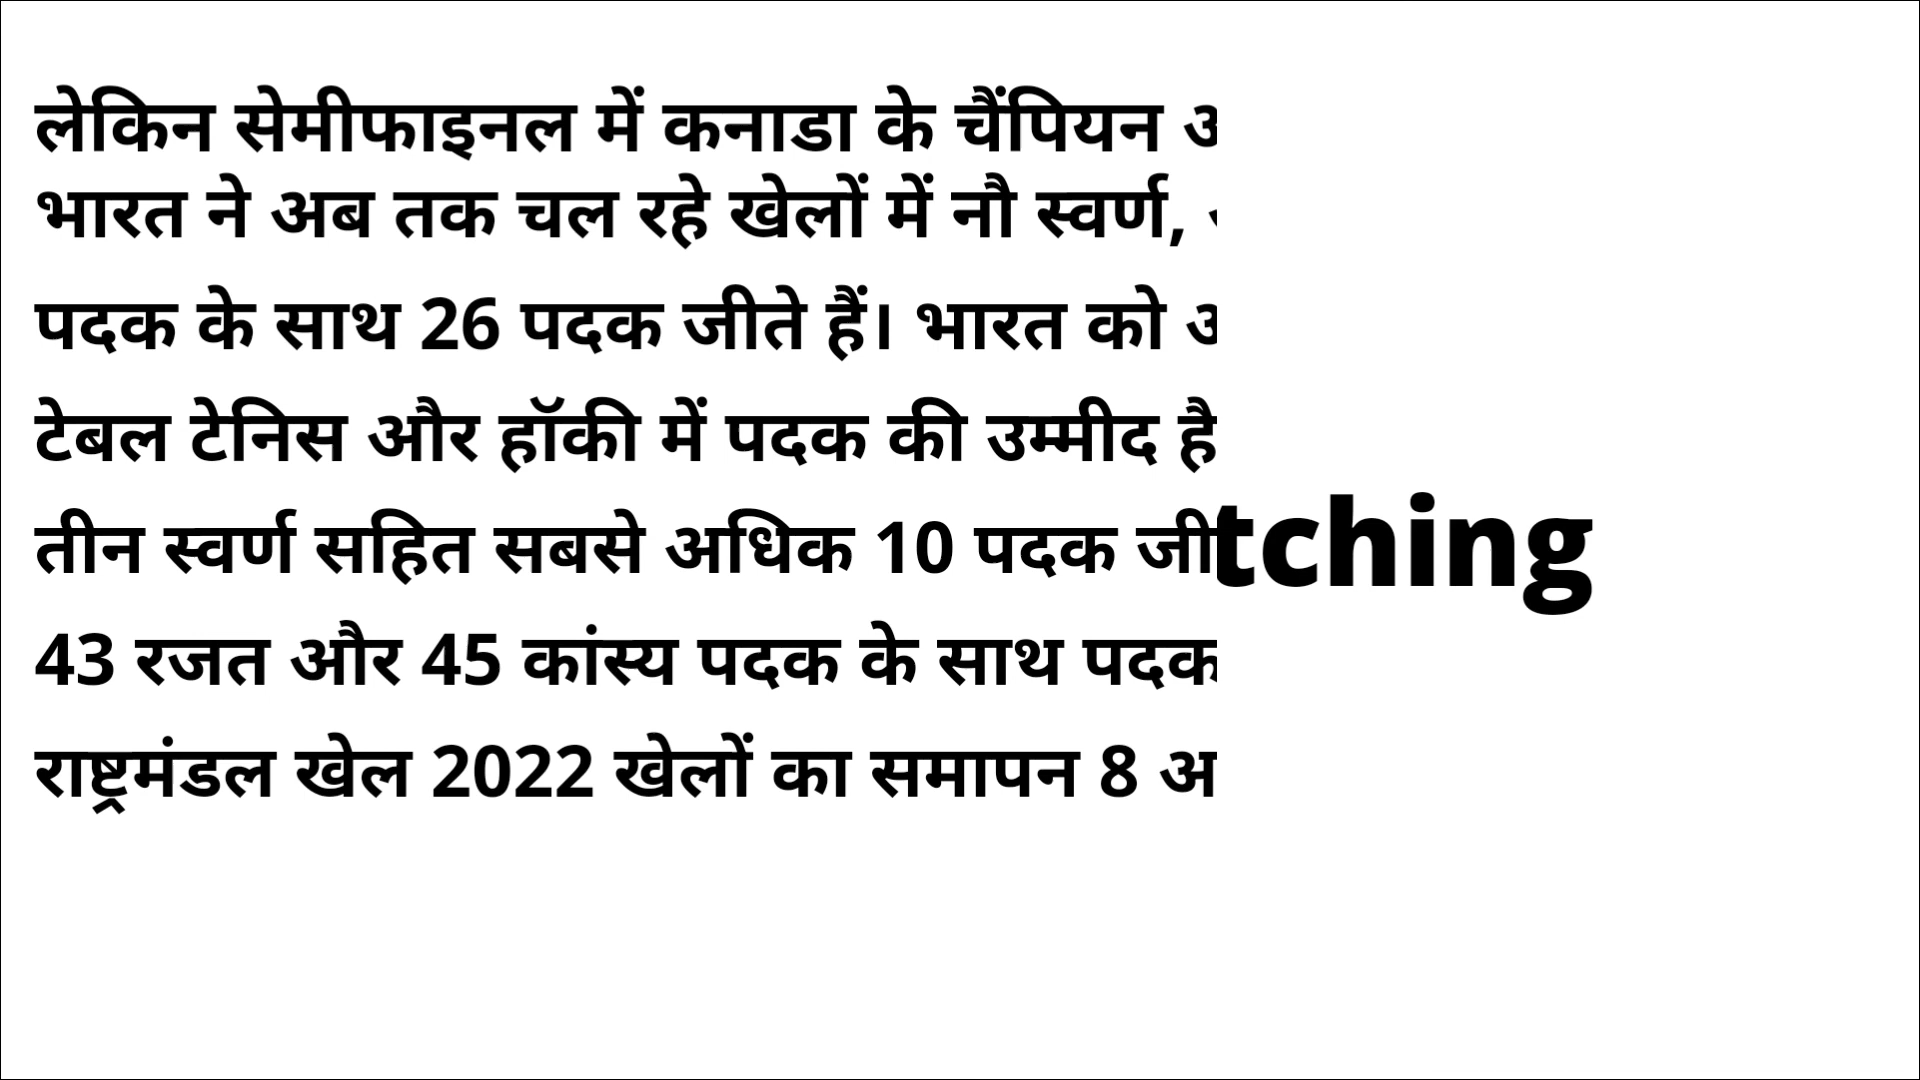 लेकिन सेमीफाइनल में कनाडा के चैंपियन
भारत ने अब तक चल रहे खेलों में नौ स्वर्ण,
पदक के साथ 26 पदक जीते हैं। भारत को
टेबल टेनिस और हॉकी में पदक की उम्मीद है
तीन स्वर्ण सहित सबसे अधिक 10 पदक जी
tching
43 रजत और 45 कांस्य पदक के साथ पदक
राष्ट्रमंडल खेल 2022 खेलों का समापन 8 अ